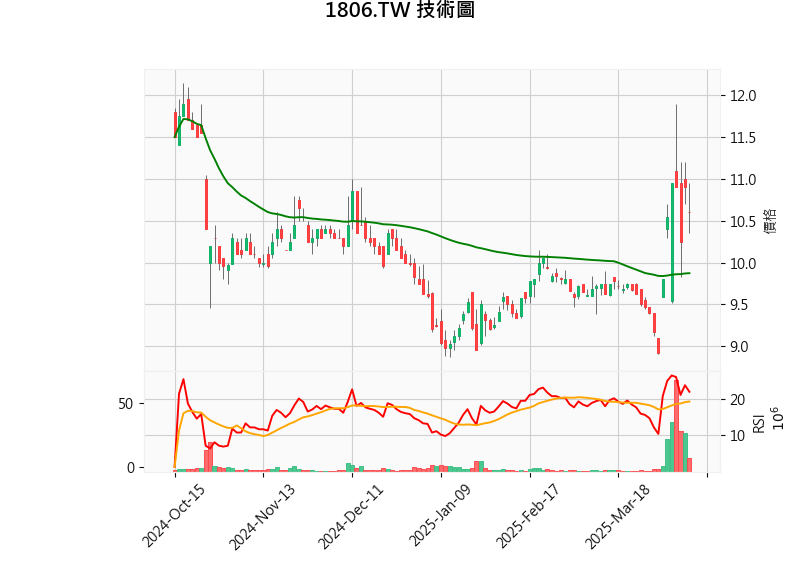 1806.TW 技術圖
12.0
11.5
11.0
10.5
10.0
9.5
9.0
價格
50
0
20
10
RSI
10⁶
2024-Oct-15
2024-Nov-13
2024-Dec-11
2025-Jan-09
2025-Feb-17
2025-Mar-18